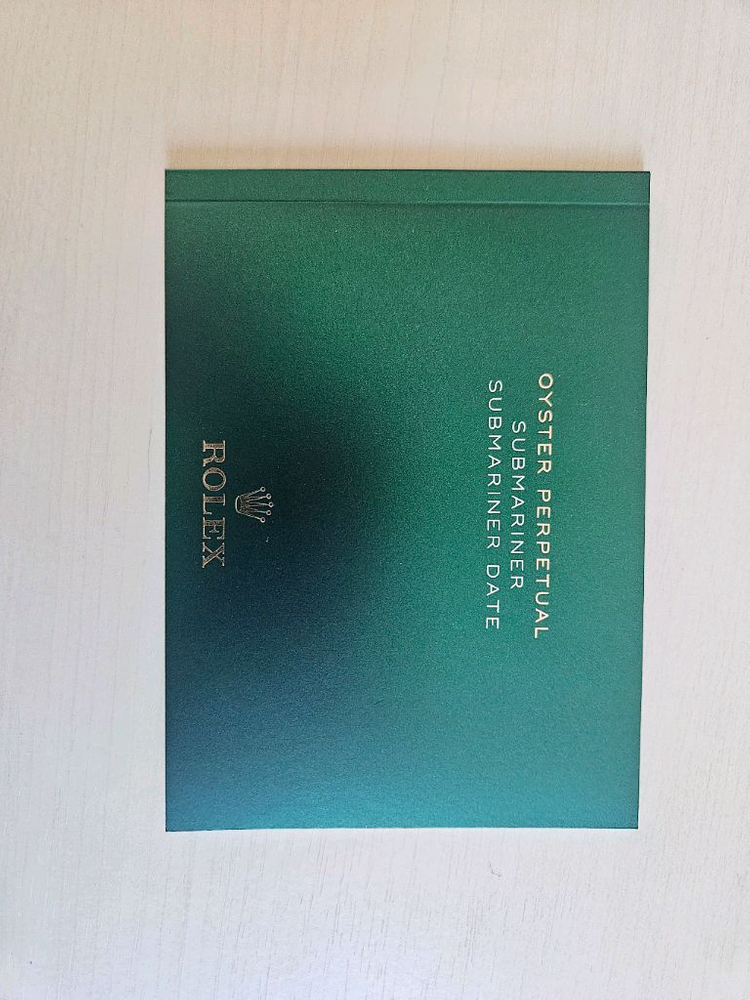 OYSTER PERPETUAL
SUBMARINER
SUBMARINER DATE
ROLEX